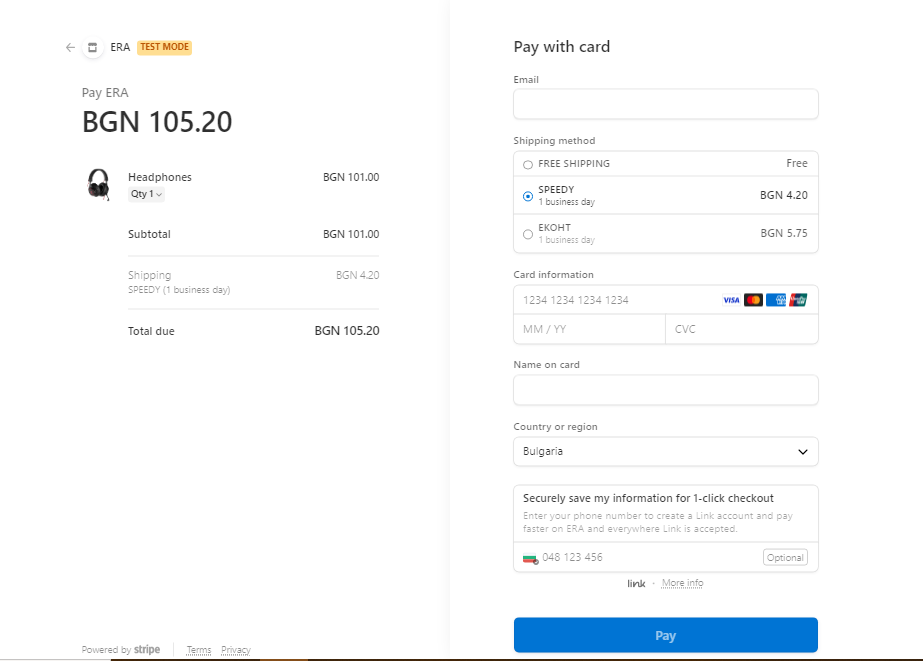 ERA TEST MODE
Pay ERA
BGN 105.20
Headphones BGN 101.00
Qty 1
Subtotal BGN 101.00
Shipping BGN 4.20
SPEEDY (1 business day)
Total due BGN 105.20
Powered by stripe Terms Privacy
Pay with card
Email
Shipping method
FREE SHIPPING Free
SPEEDY BGN 4.20
1 business day
ЕКОНТ BGN 5.75
1 business day
Card information
1234 1234 1234 1234 VISA
MM / YY CVC
Name on card
Country or region
Bulgaria
Securely save my information for 1-click checkout
Enter your phone number to create a Link account and pay
faster on ERA and everywhere Link is accepted.
048 123 456 Optional
link · More info
Pay